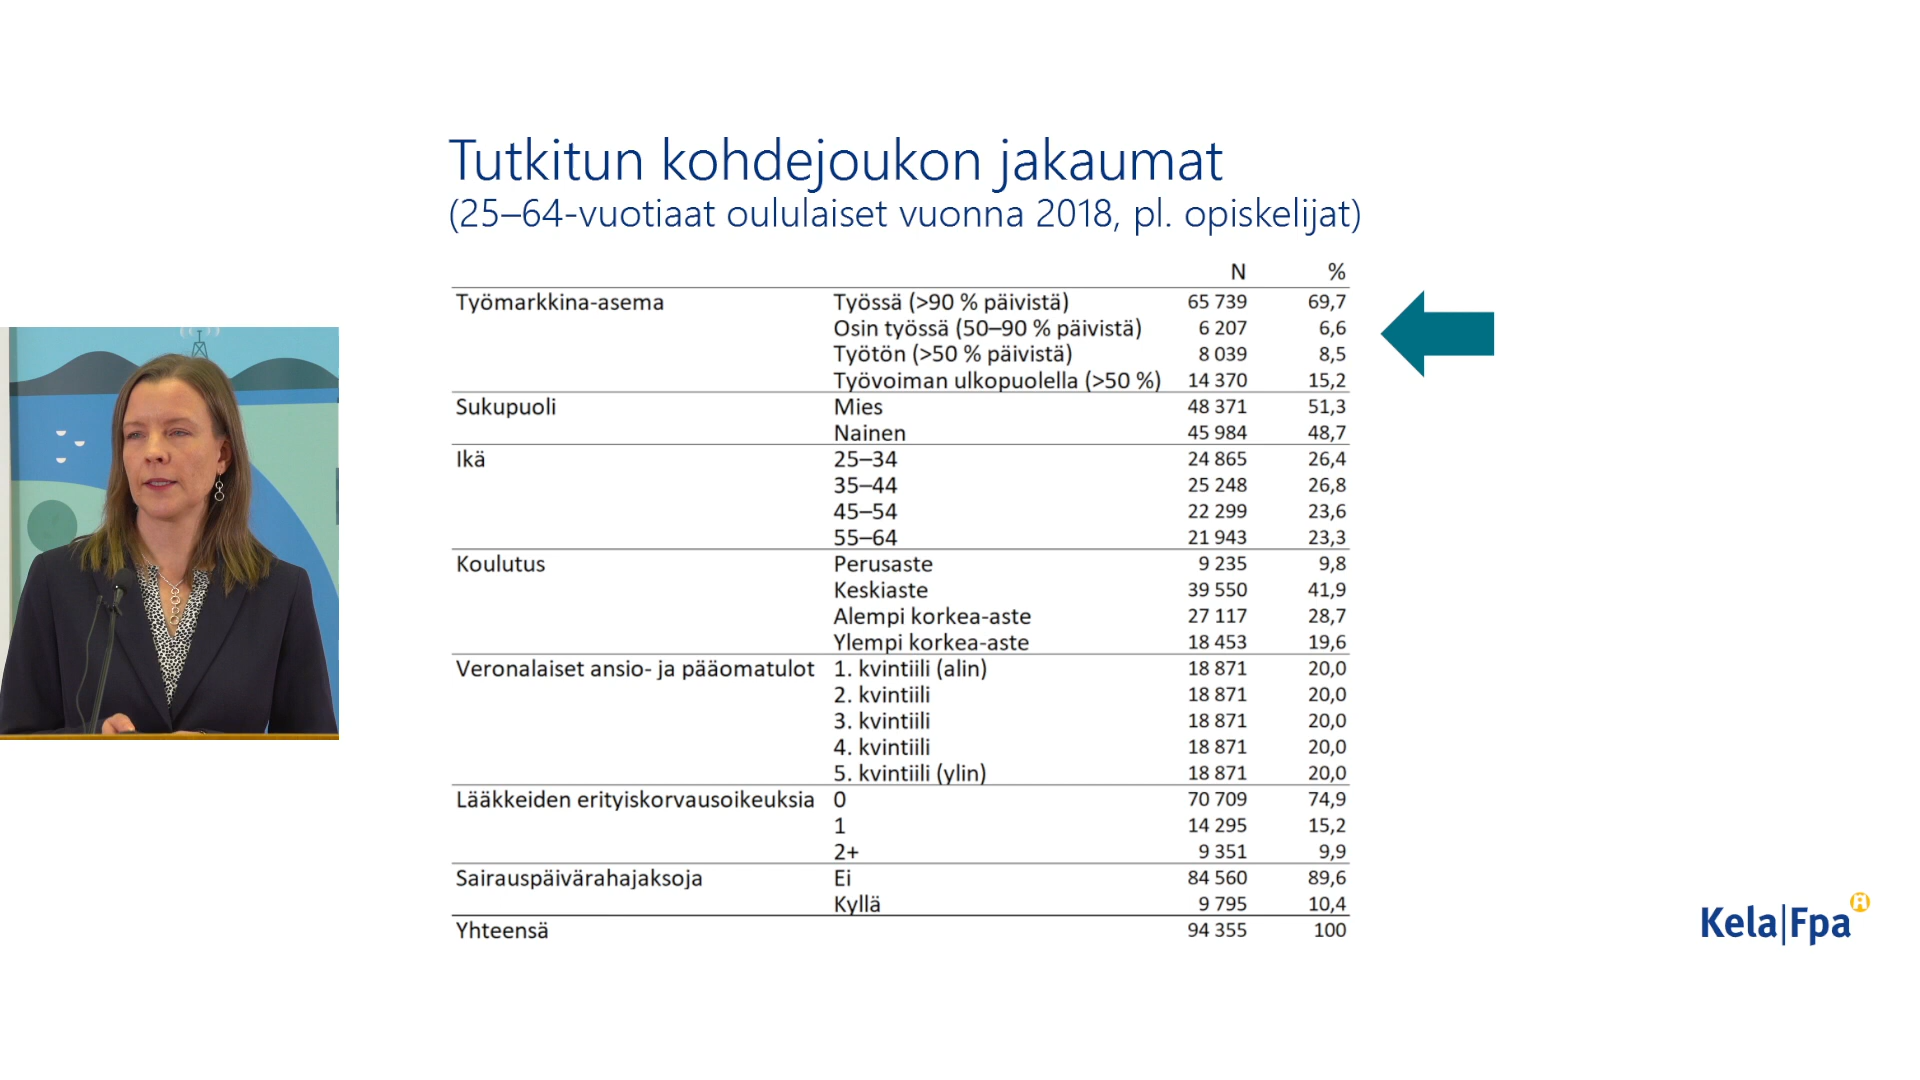 Tutkitun kohdejoukon jakaumat
(25–64-vuotiaat oululaiset vuonna 2018, pl. opiskelijat)
N %
Työmarkkina-asema Työssä (>90 % päivistä) 65 739 69,7
Osin työssä (50–90 % päivistä) 6 207 6,6
Työtön (>50 % päivistä) 8 039 8,5
Työvoiman ulkopuolella (>50 %) 14 370 15,2
Sukupuoli Mies 48 371 51,3
Nainen 45 984 48,7
Ikä 25–34 24 865 26,4
35–44 25 248 26,8
45–54 22 299 23,6
55–64 21 943 23,3
Koulutus Perusaste 9 235 9,8
Keskiaste 39 550 41,9
Alempi korkea-aste 27 117 28,7
Ylempi korkea-aste 18 453 19,6
Veronalaiset ansio- ja pääomatulot 1. kvintiili (alin) 18 871 20,0
2. kvintiili 18 871 20,0
3. kvintiili 18 871 20,0
4. kvintiili 18 871 20,0
5. kvintiili (ylin) 18 871 20,0
Lääkkeiden erityiskorvausoikeuksia 0 70 709 74,9
1 14 295 15,2
2+ 9 351 9,9
Sairauspäivärahajaksoja Ei 84 560 89,6
Kyllä 9 795 10,4
Yhteensä 94 355 100
Kela|Fpa